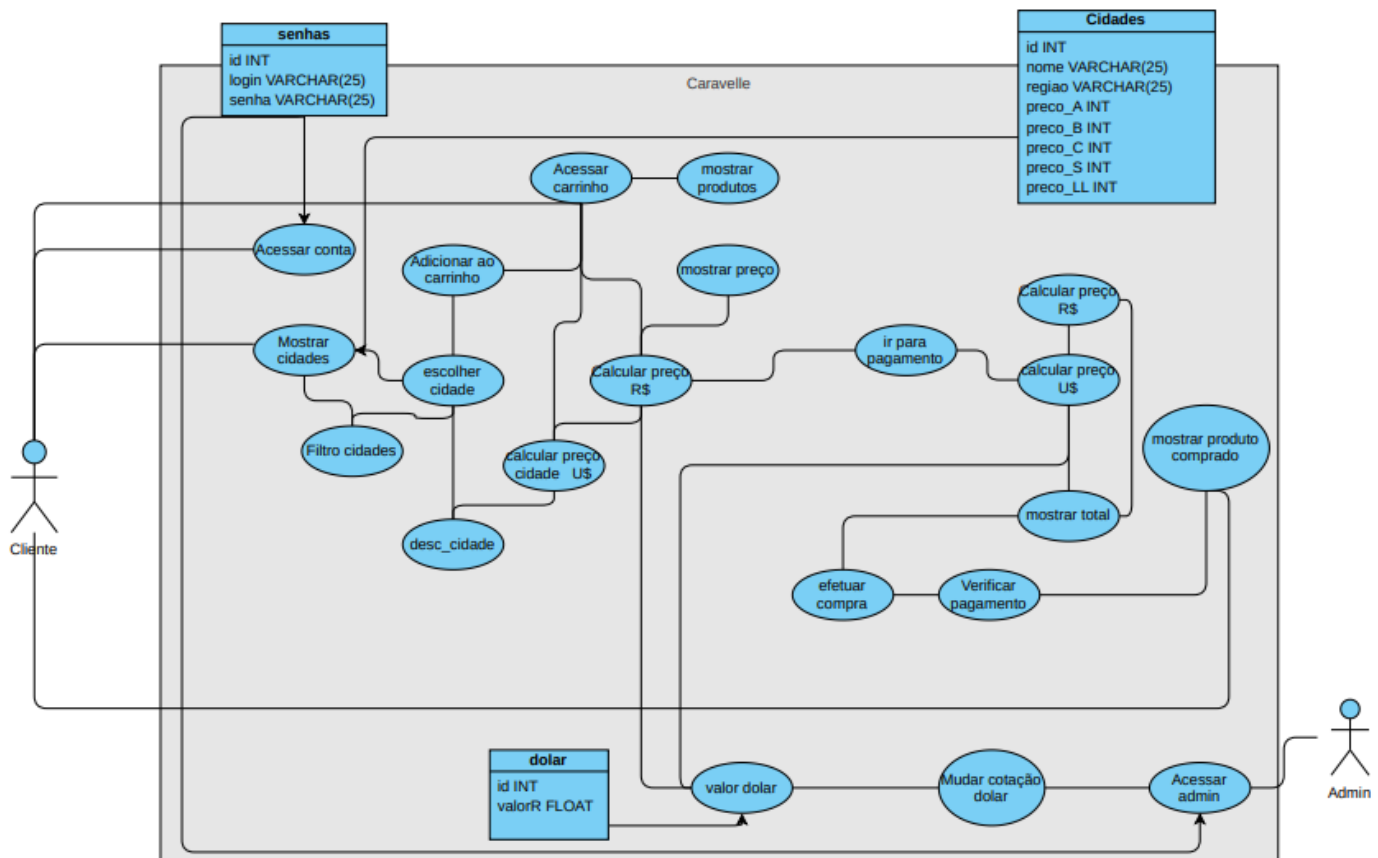 senhas
id INT
login VARCHAR(25)
senha VARCHAR(25)
Cidades
id INT
nome VARCHAR(25)
regiao VARCHAR(25)
preco_A INT
preco_B INT
preco_C INT
preco_S INT
preco_LL INT
Caravelle
Acessar
carrinho
mostrar
produtos
Acessar conta
Adicionar ao
carrinho
mostrar preço
Calcular preço
R$
Mostrar
cidades
escolher
cidade
Calcular preço
R$
ir para
pagamento
calcular preço
U$
Filtro cidades
calcular preço
cidade U$
mostrar produto
comprado
desc_cidade
mostrar total
Cliente
efetuar
compra
Verificar
pagamento
dolar
id INT
valorR FLOAT
valor dolar
Mudar cotação
dolar
Acessar
admin
Admin